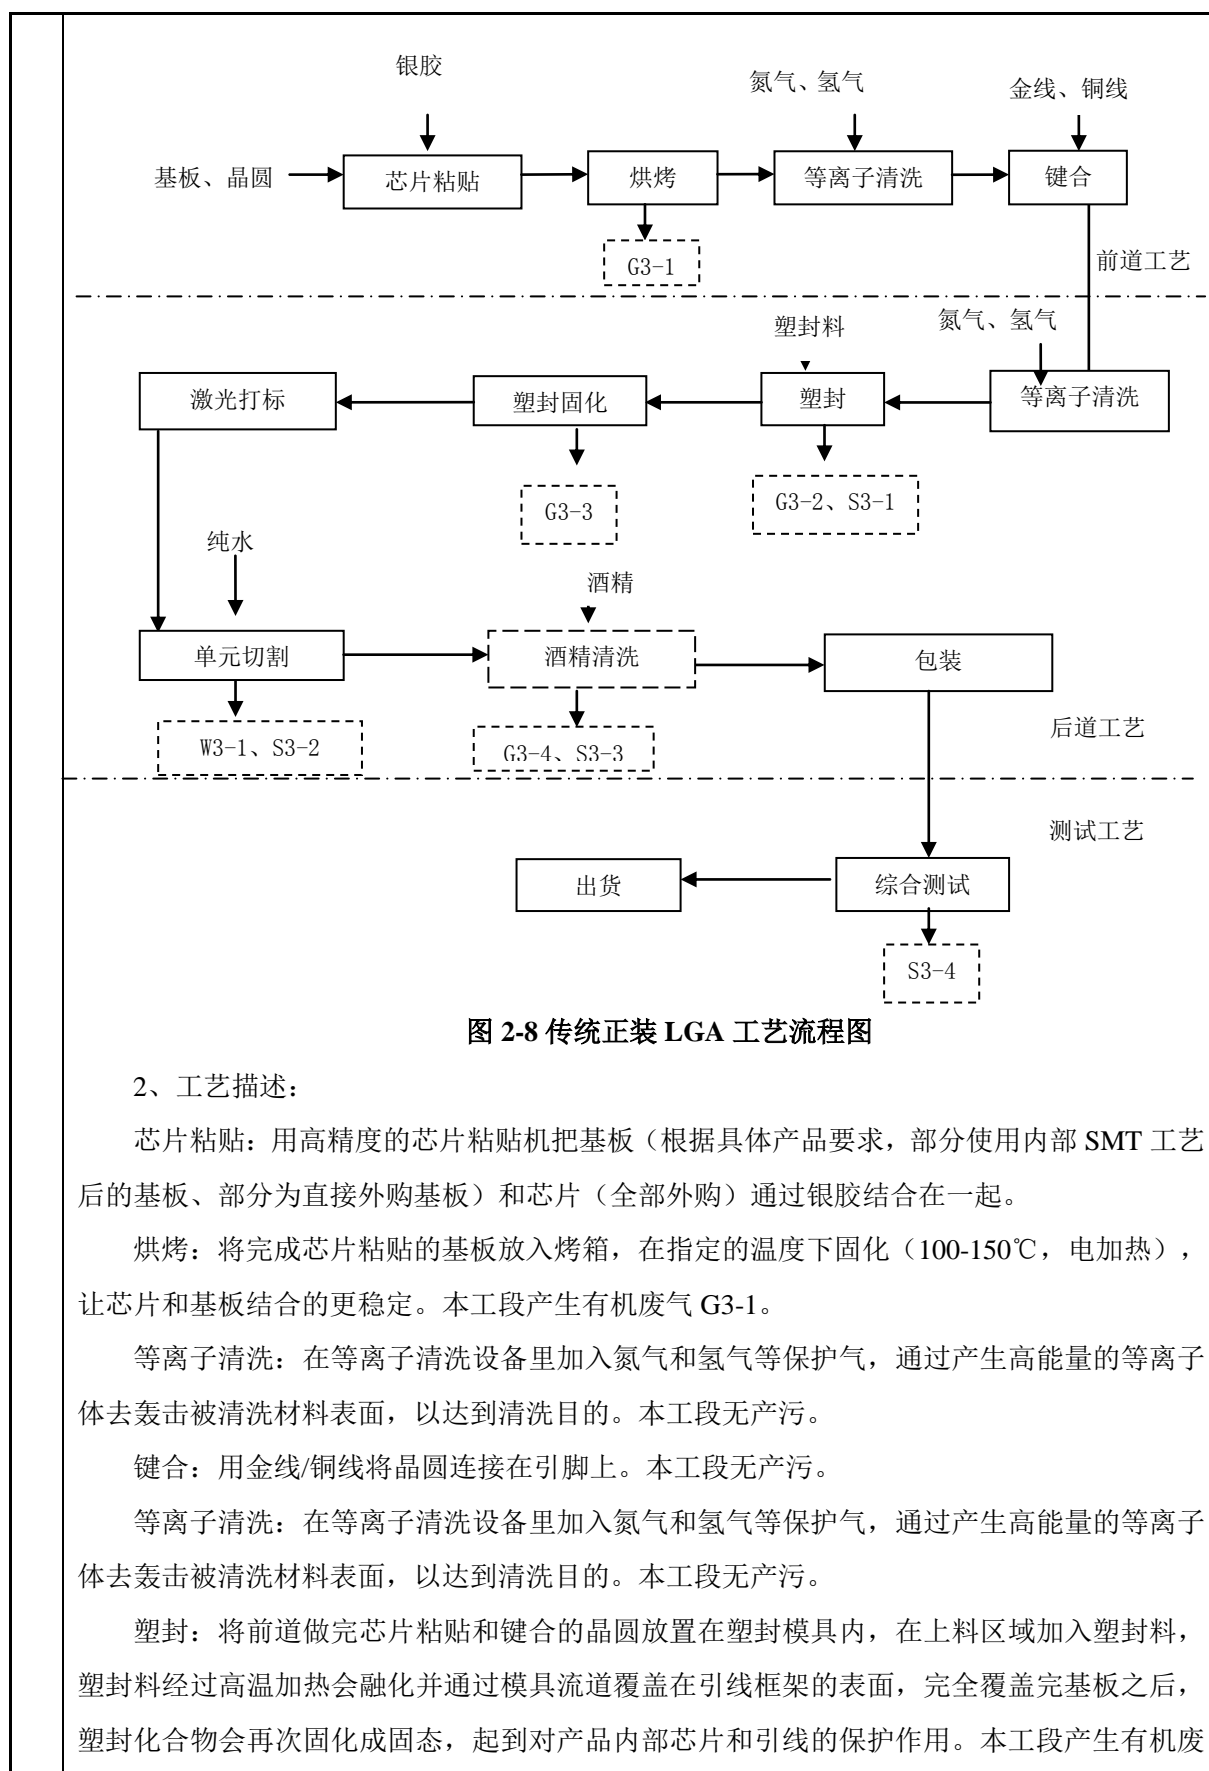 银胶
氮气、氢气
金线、铜线
基板、晶圆
芯片粘贴
烘烤
等离子清洗
键合
G3-1
前道工艺
塑封料
氮气、氢气
激光打标
塑封固化
塑封
等离子清洗
G3-3
G3-2、S3-1
纯水
酒精
单元切割
酒精清洗
包装
W3-1、S3-2
G3-4、S3-3
后道工艺
测试工艺
出货
综合测试
S3-4
图 2-8 传统正装 LGA 工艺流程图
2、工艺描述：
芯片粘贴：用高精度的芯片粘贴机把基板（根据具体产品要求，部分使用内部 SMT 工艺
后的基板、部分为直接外购基板）和芯片（全部外购）通过银胶结合在一起。
烘烤：将完成芯片粘贴的基板放入烤箱，在指定的温度下固化（100-150℃，电加热），
让芯片和基板结合的更稳定。本工段产生有机废气 G3-1。
等离子清洗：在等离子清洗设备里加入氮气和氢气等保护气，通过产生高能量的等离子
体去轰击被清洗材料表面，以达到清洗目的。本工段无产污。
键合：用金线/铜线将晶圆连接在引脚上。本工段无产污。
等离子清洗：在等离子清洗设备里加入氮气和氢气等保护气，通过产生高能量的等离子
体去轰击被清洗材料表面，以达到清洗目的。本工段无产污。
塑封：将前道做完芯片粘贴和键合的晶圆放置在塑封模具内，在上料区域加入塑封料，
塑封料经过高温加热会融化并通过模具流道覆盖在引线框架的表面，完全覆盖完基板之后，
塑封化合物会再次固化成固态，起到对产品内部芯片和引线的保护作用。本工段产生有机废